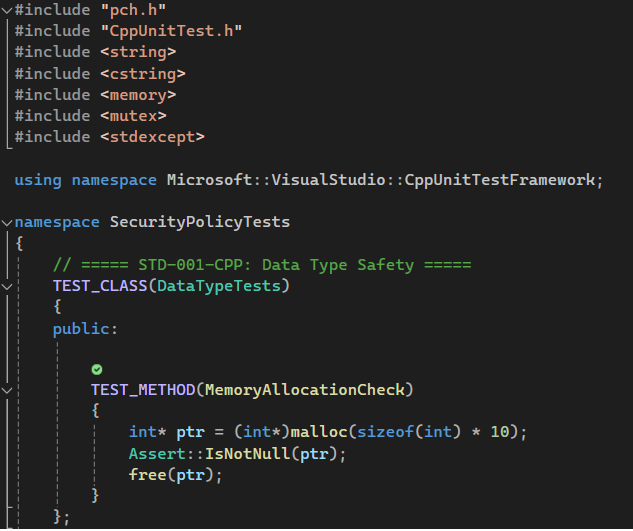 #include "pch.h"
#include "CppUnitTest.h"
#include <string>
#include <cstring>
#include <memory>
#include <mutex>
#include <stdexcept>
using namespace Microsoft::VisualStudio::CppUnitTestFramework;
namespace SecurityPolicyTests
{
// ===== STD-001-CPP: Data Type Safety =====
TEST_CLASS(DataTypeTests)
{
public:
TEST_METHOD(MemoryAllocationCheck)
{
int* ptr = (int*)malloc(sizeof(int) * 10);
Assert::IsNotNull(ptr);
free(ptr);
}
};